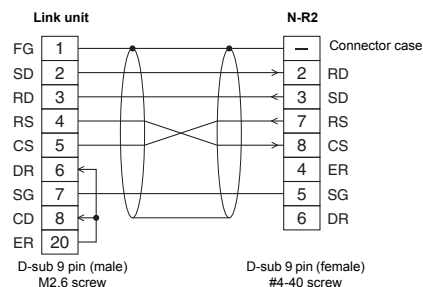 Link unit N-R2
FG 1 – Connector case
SD 2 2 RD
RD 3 3 SD
RS 4 7 RS
CS 5 8 CS
DR 6 4 ER
SG 7 5 SG
CD 8 6 DR
ER 20
D-sub 9 pin (male) D-sub 9 pin (female)
M2.6 screw #4-40 screw